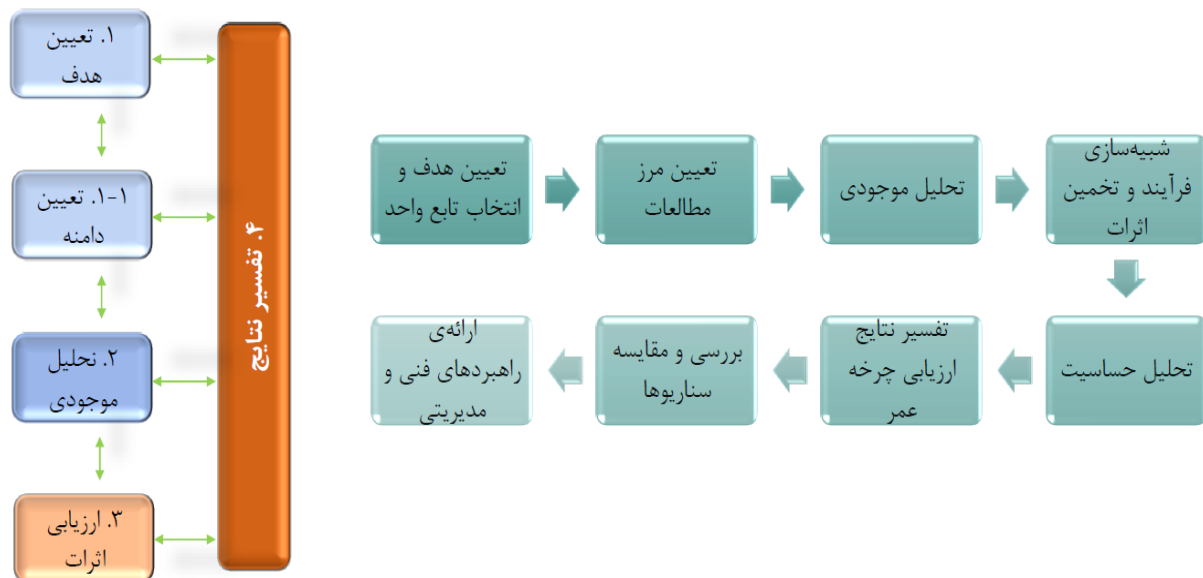 ۱. تعیین
هدف
۱-۱. تعیین
دامنه
۲. تحلیل
موجودی
۳. ارزیابی
اثرات
۴. تفسیر نتایج
تعیین هدف و
انتخاب تابع واحد
تعیین مرز
مطالعات
تحلیل موجودی
شبیه‌سازی
فرآیند و تخمین
اثرات
تحلیل حساسیت
تفسیر نتایج
ارزیابی چرخه
عمر
بررسی و مقایسه
سناریوها
ارائه‌ی
راهبردهای فنی و
مدیریتی